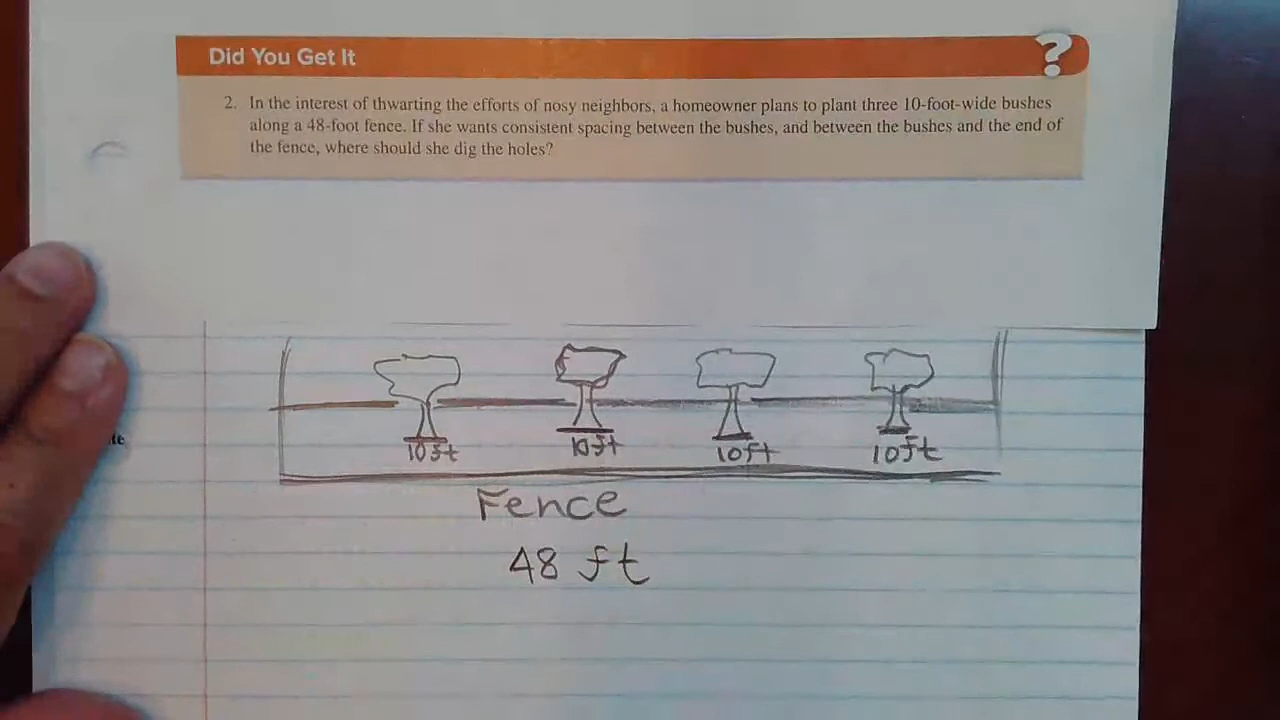 Did You Get It ?
2. In the interest of thwarting the efforts of nosy neighbors, a homeowner plans to plant three 10-foot-wide bushes
along a 48-foot fence. If she wants consistent spacing between the bushes, and between the bushes and the end of
the fence, where should she dig the holes?
10ft 10ft 10ft 10ft
Fence
48 ft